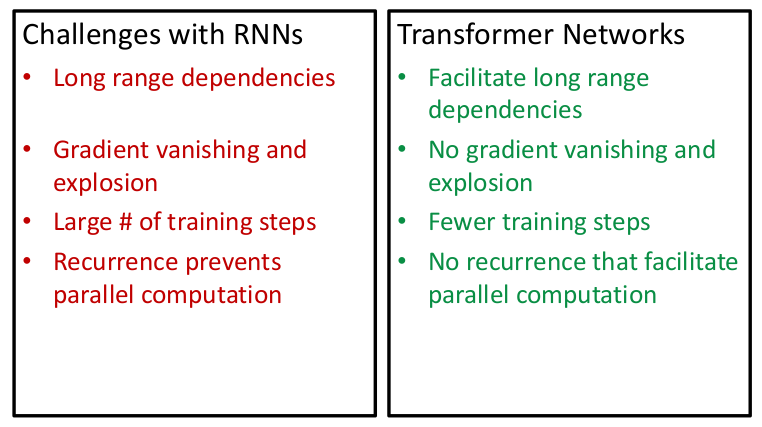 Challenges with RNNs
• Long range dependencies
• Gradient vanishing and
explosion
• Large # of training steps
• Recurrence prevents
parallel computation
Transformer Networks
• Facilitate long range
dependencies
• No gradient vanishing and
explosion
• Fewer training steps
• No recurrence that facilitate
parallel computation